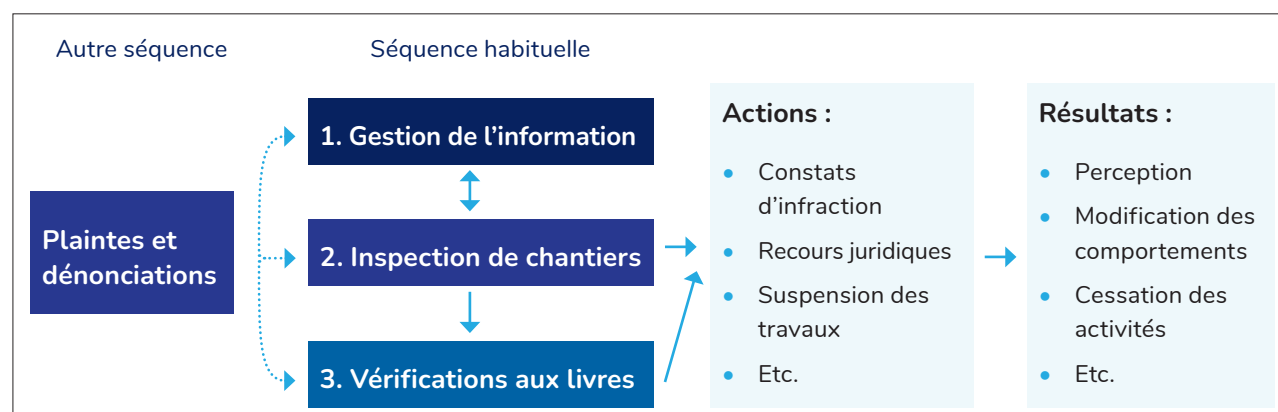 Autre séquence
Séquence habituelle
Plaintes et
dénonciations
1. Gestion de l’information
2. Inspection de chantiers
3. Vérifications aux livres
Actions :
• Constats
d’infraction
• Recours juridiques
• Suspension des
travaux
• Etc.
Résultats :
• Perception
• Modification des
comportements
• Cessation des
activités
• Etc.